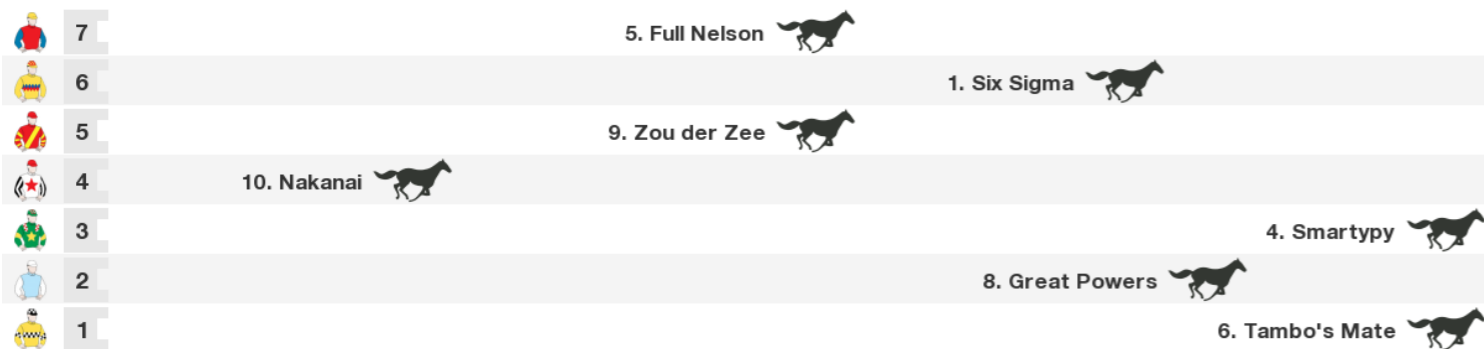 7 5. Full Nelson
6 1. Six Sigma
5 9. Zou der Zee
4 10. Nakanai
3 4. Smartypy
2 8. Great Powers
1 6. Tambo's Mate